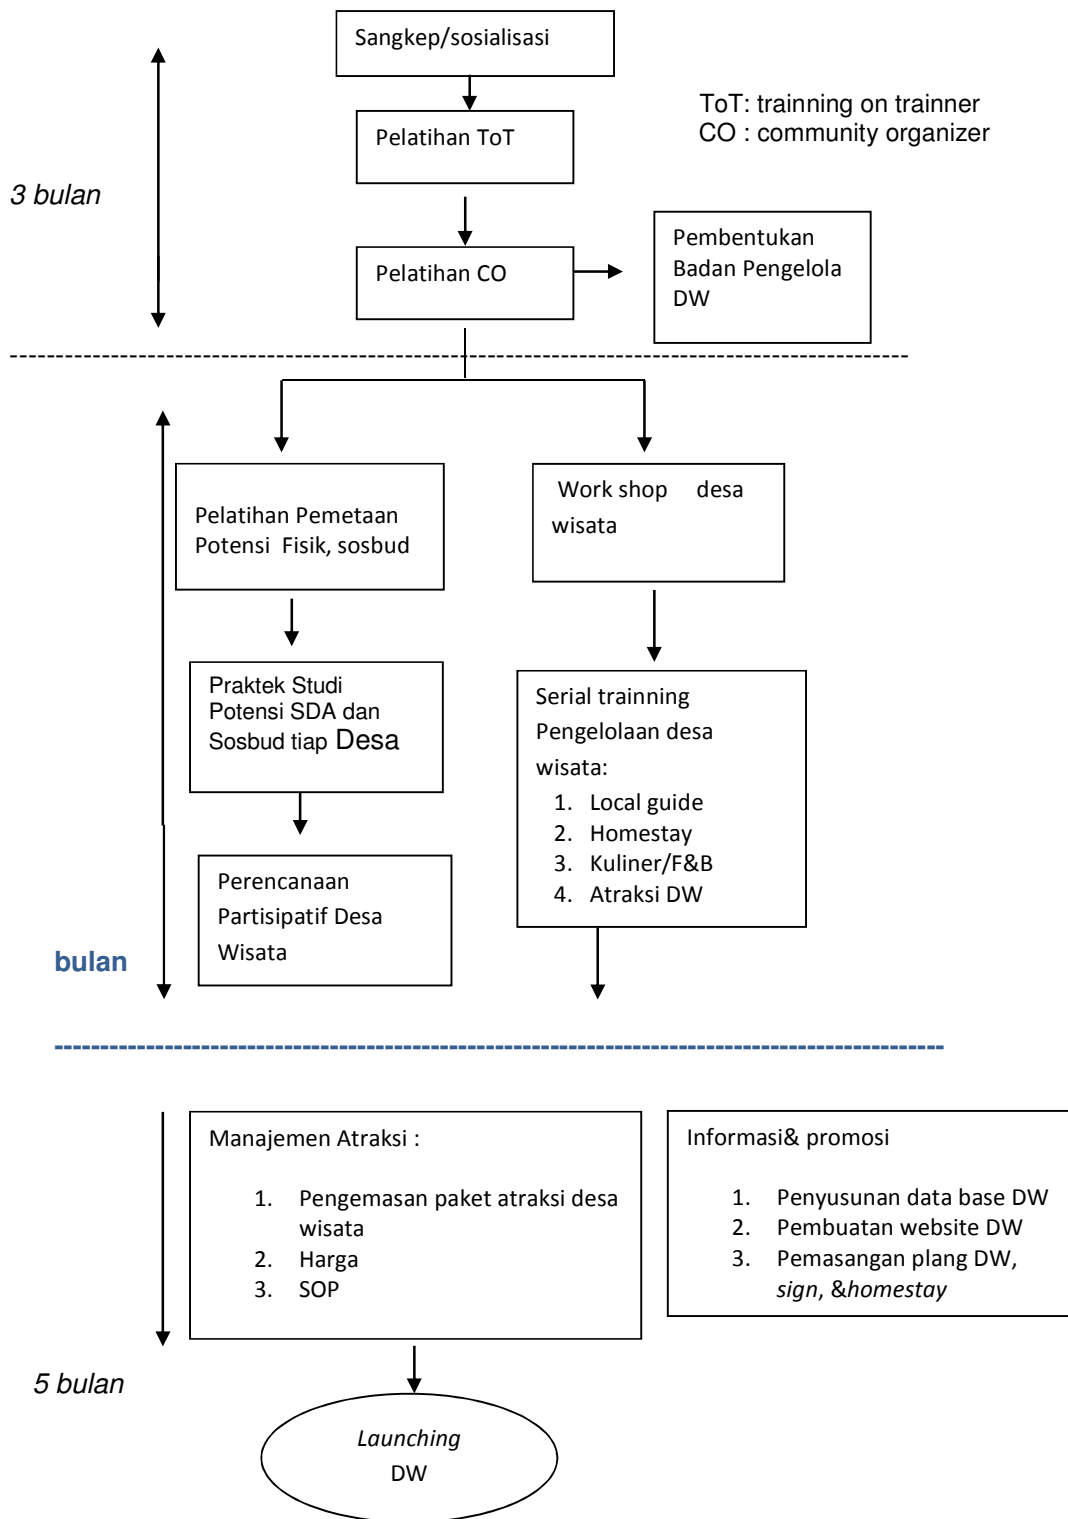 Sangkep/sosialisasi
ToT: trainning on trainner
CO : community organizer
Pelatihan ToT
3 bulan
Pelatihan CO
Pembentukan
Badan Pengelola
DW
Pelatihan Pemetaan
Potensi Fisik, sosbud
Work shop desa
wisata
Praktek Studi
Potensi SDA dan
Sosbud tiap Desa
Serial trainning
Pengelolaan desa
wisata:
1. Local guide
2. Homestay
3. Kuliner/F&B
4. Atraksi DW
Perencanaan
Partisipatif Desa
Wisata
bulan
Manajemen Atraksi :
1. Pengemasan paket atraksi desa
wisata
2. Harga
3. SOP
Informasi& promosi
1. Penyusunan data base DW
2. Pembuatan website DW
3. Pemasangan plang DW,
sign, &homestay
5 bulan
Launching
DW